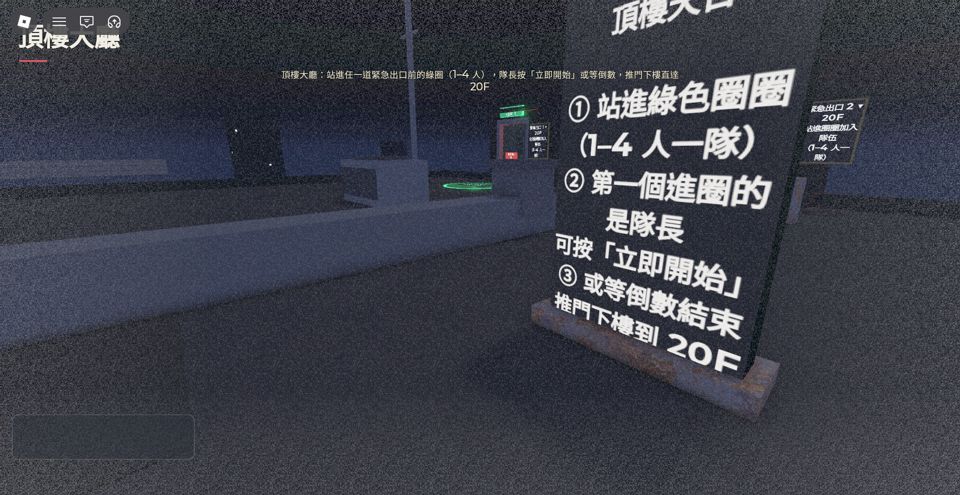 頂樓大廳
頂樓大廳：站進任一道緊急出口前的綠圈（1–4 人），隊長按「立即開始」或等倒數，推門下樓直達
20F
① 站進綠色圈圈
（1–4 人一隊）
② 第一個進圈的
是隊長
可按「立即開始」
③ 或等倒數結束
推門下樓到 20F
緊急出口 2
20F
站進圈圈加入
隊伍
（1–4 人一
隊）